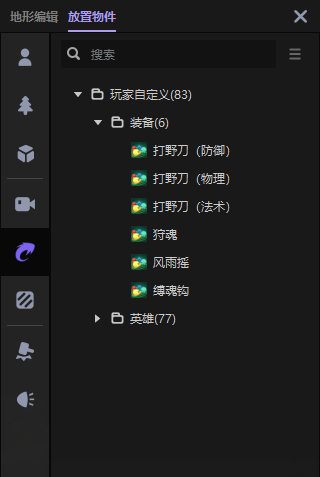 地形编辑 放置物件
搜索
玩家自定义(83)
装备(6)
打野刀（防御）
打野刀（物理）
打野刀（法术）
狩魂
风雨摇
缚魂钩
英雄(77)